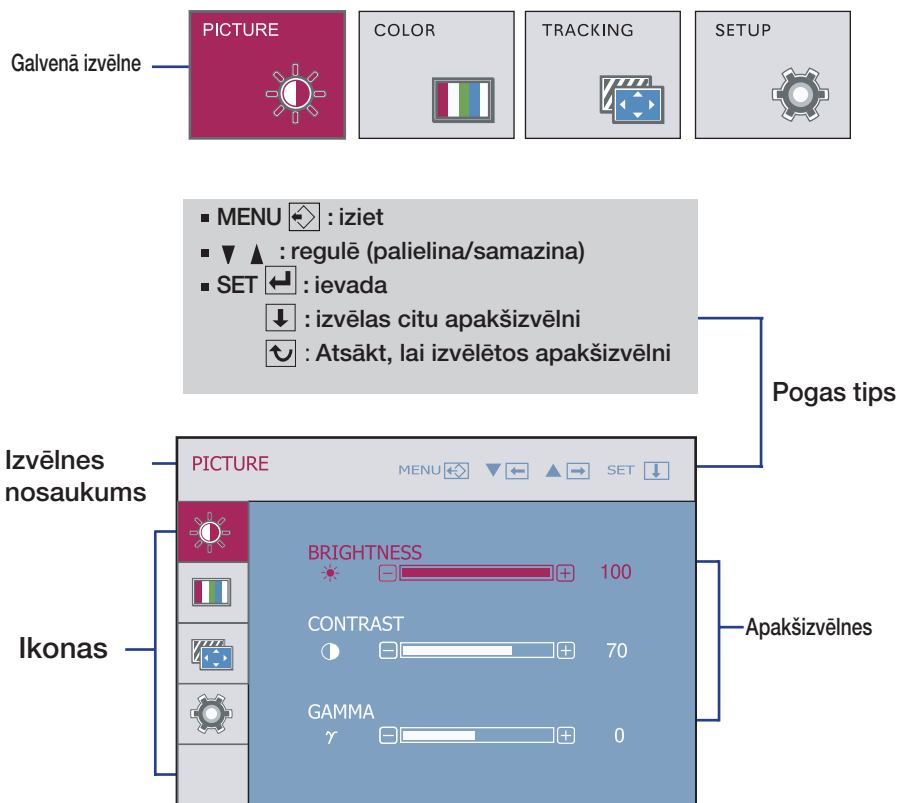 PICTURE COLOR TRACKING SETUP
Galvenā izvēlne
MENU : iziet
▼ ▲ : regulē (palielina/samazina)
SET : ievada
: izvēlas citu apakšizvēlni
: Atsākt, lai izvēlētos apakšizvēlni
Pogas tips
Izvēlnes
nosaukums
PICTURE MENU ▼ ▲ SET
BRIGHTNESS
100
CONTRAST
70
Ikonas
Apakšizvēlnes
GAMMA
γ 0